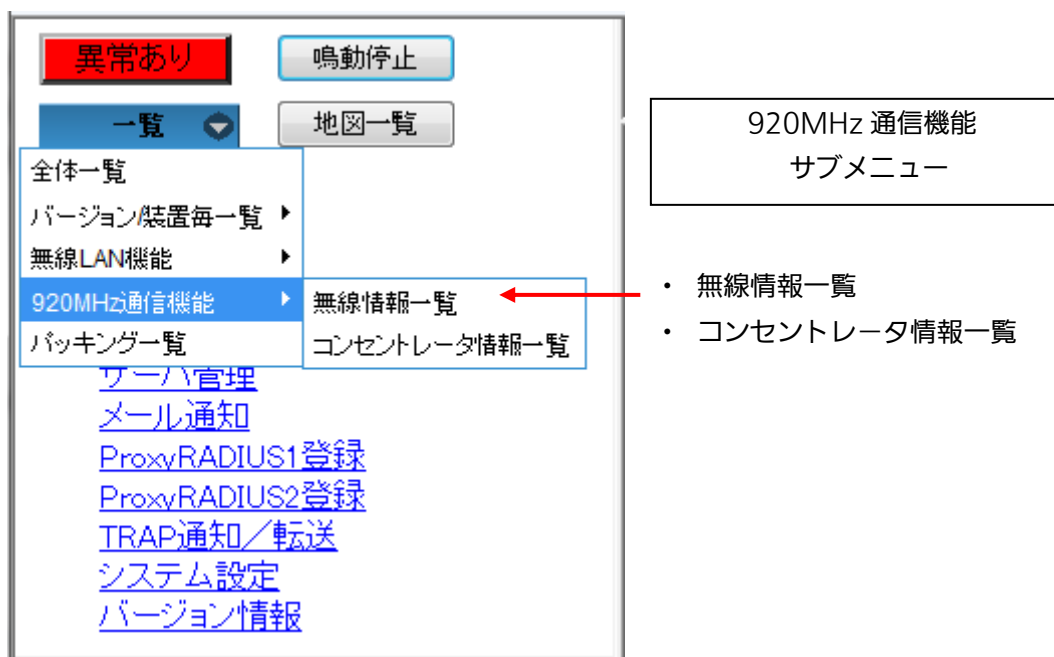 異常あり 鳴動停止
一覧 地図一覧
全体一覧
バージョン/装置毎一覧
無線LAN機能
920MHz通信機能
パッキング一覧
無線情報一覧
コンセントレータ情報一覧
サーバ管理
メール通知
ProxyRADIUS1登録
ProxyRADIUS2登録
TRAP通知／転送
システム設定
バージョン情報
920MHz 通信機能
サブメニュー
・ 無線情報一覧
・ コンセントレータ情報一覧